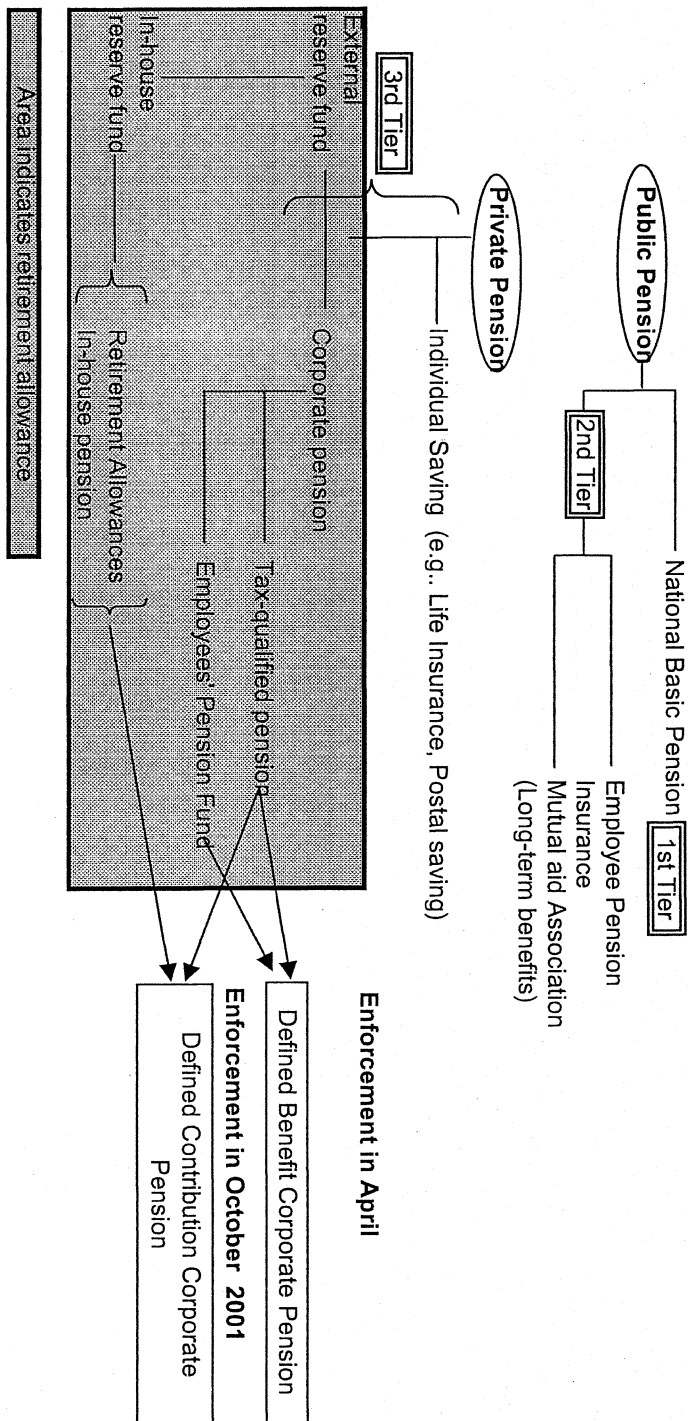 Public Pension
National Basic Pension
1st Tier
2nd Tier
Employee Pension
Insurance
Mutual aid Association
(Long-term benefits)
Private Pension
Individual Saving (e.g.. Life Insurance, Postal saving)
3rd Tier
External
reserve fund
Corporate pension
Tax-qualified pension
Employees' Pension Fund
In-house
reserve fund
Retirement Allowances
In-house pension
Enforcement in April
Defined Benefit Corporate Pension
Enforcement in October 2001
Defined Contribution Corporate
Pension
Area indicates retirement allowance